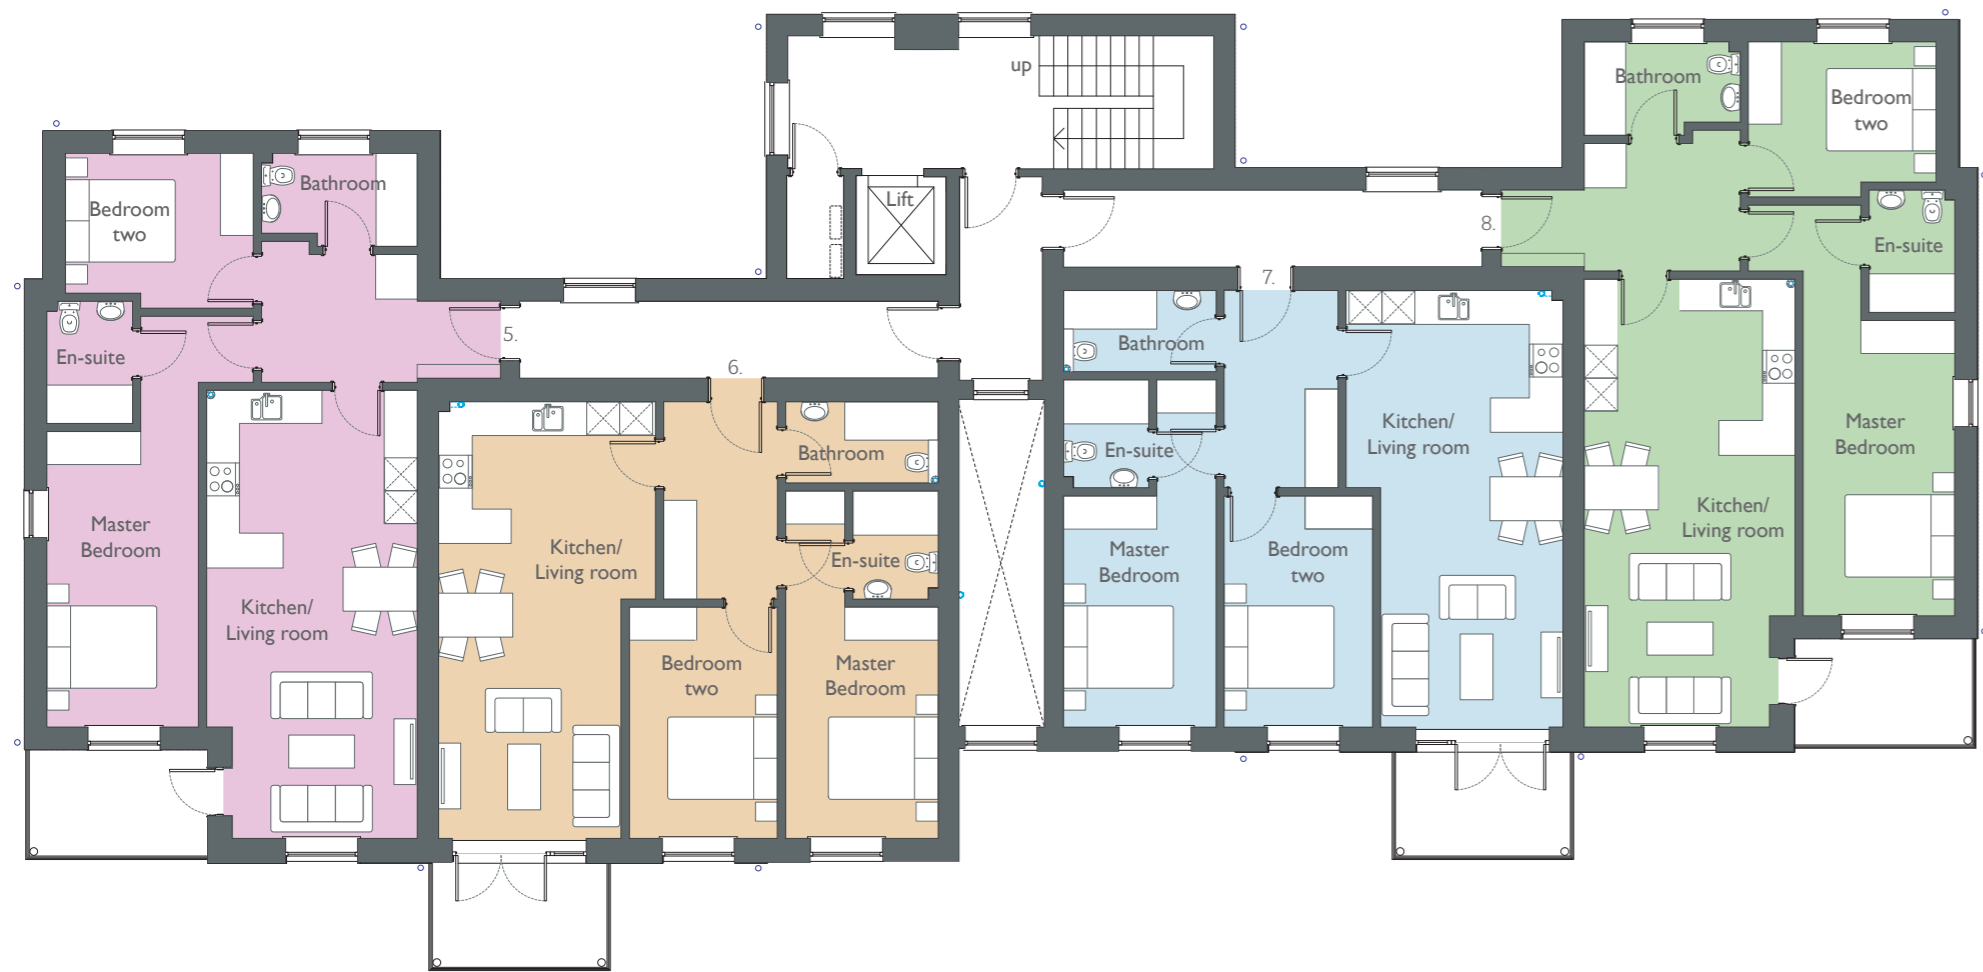 up
Lift
Bathroom
Bedroom
two
En-suite
8.
7.
Kitchen/
Living room
Master
Bedroom
Bedroom
two
Bathroom
En-suite
5.
Master
Bedroom
Kitchen/
Living room
6.
Bathroom
En-suite
Kitchen/
Living room
Bedroom
two
Master
Bedroom
Bathroom
En-suite
Master
Bedroom
Bedroom
two
Kitchen/
Living room